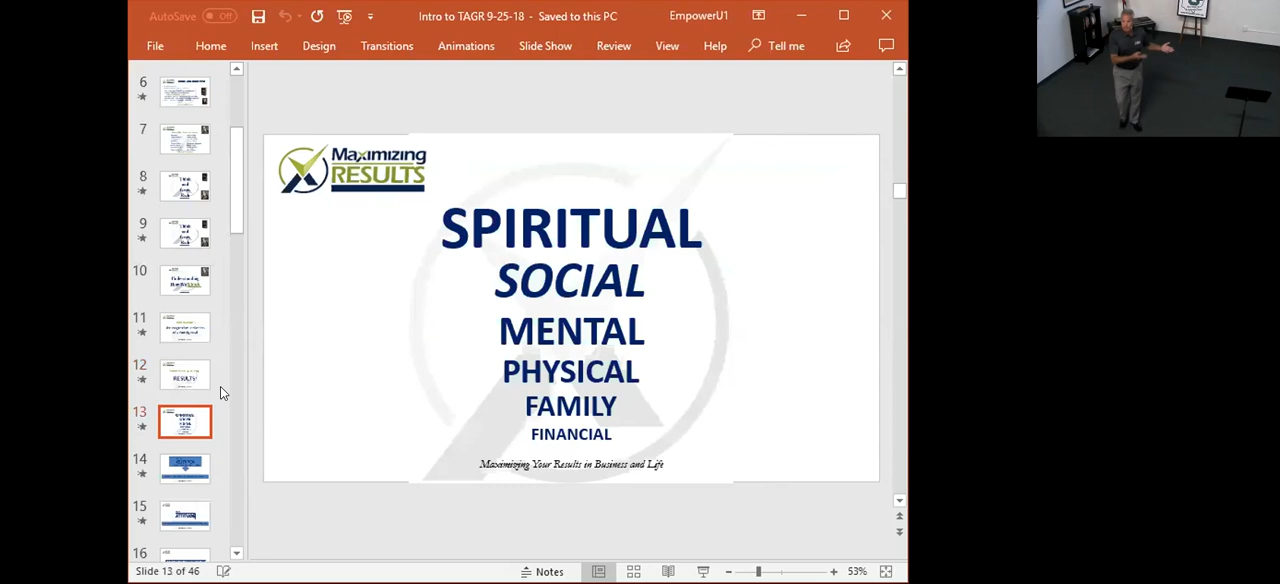 AutoSave Off
Intro to TAGR 9-25-18 - Saved to this PC
EmpowerU1
File Home Insert Design Transitions Animations Slide Show Review View Help Tell me
6
7
8
9
10
11
12
RESULTS!
13
14
15
16
Maximizing
RESULTS
SPIRITUAL
SOCIAL
MENTAL
PHYSICAL
FAMILY
FINANCIAL
Maximizing Your Results in Business and Life
Slide 13 of 46
Notes
53%